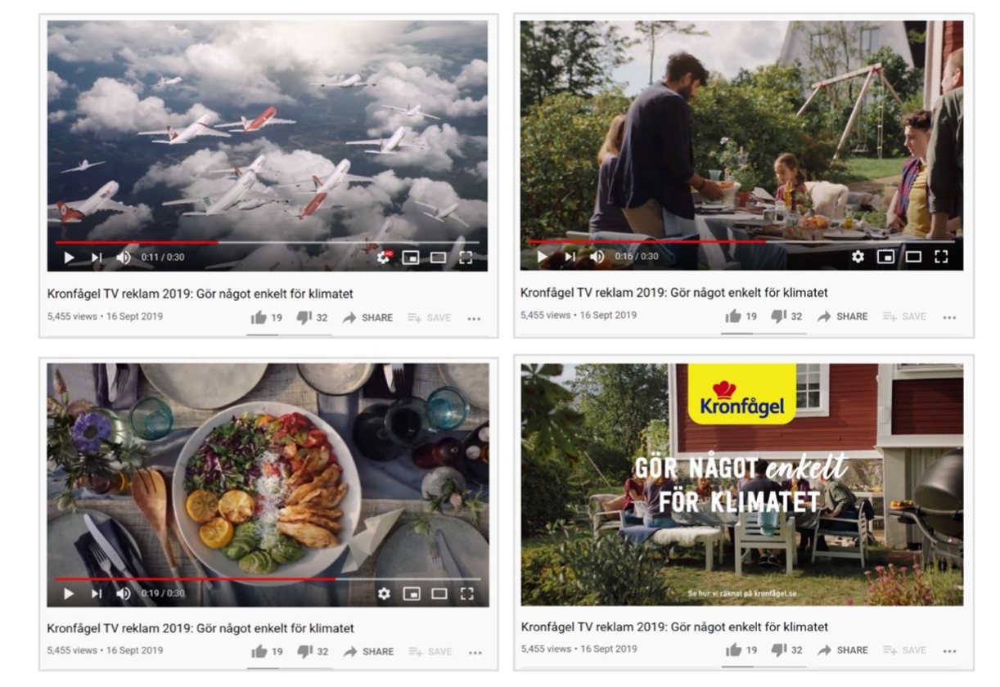 0:11 / 0:30
HD
Kronfågel TV reklam 2019: Gör något enkelt för klimatet
5,455 views • 16 Sept 2019
19
32
SHARE
SAVE
0:16 / 0:30
Kronfågel TV reklam 2019: Gör något enkelt för klimatet
5,455 views • 16 Sept 2019
19
32
SHARE
SAVE
0:19 / 0:30
Kronfågel TV reklam 2019: Gör något enkelt för klimatet
5,455 views • 16 Sept 2019
19
32
SHARE
SAVE
Kronfågel
GÖR NÅGOT enkelt
FÖR KLIMATET
Se hur vi räknat på kronfågel.se
Kronfågel TV reklam 2019: Gör något enkelt för klimatet
5,455 views • 16 Sept 2019
19
32
SHARE
SAVE